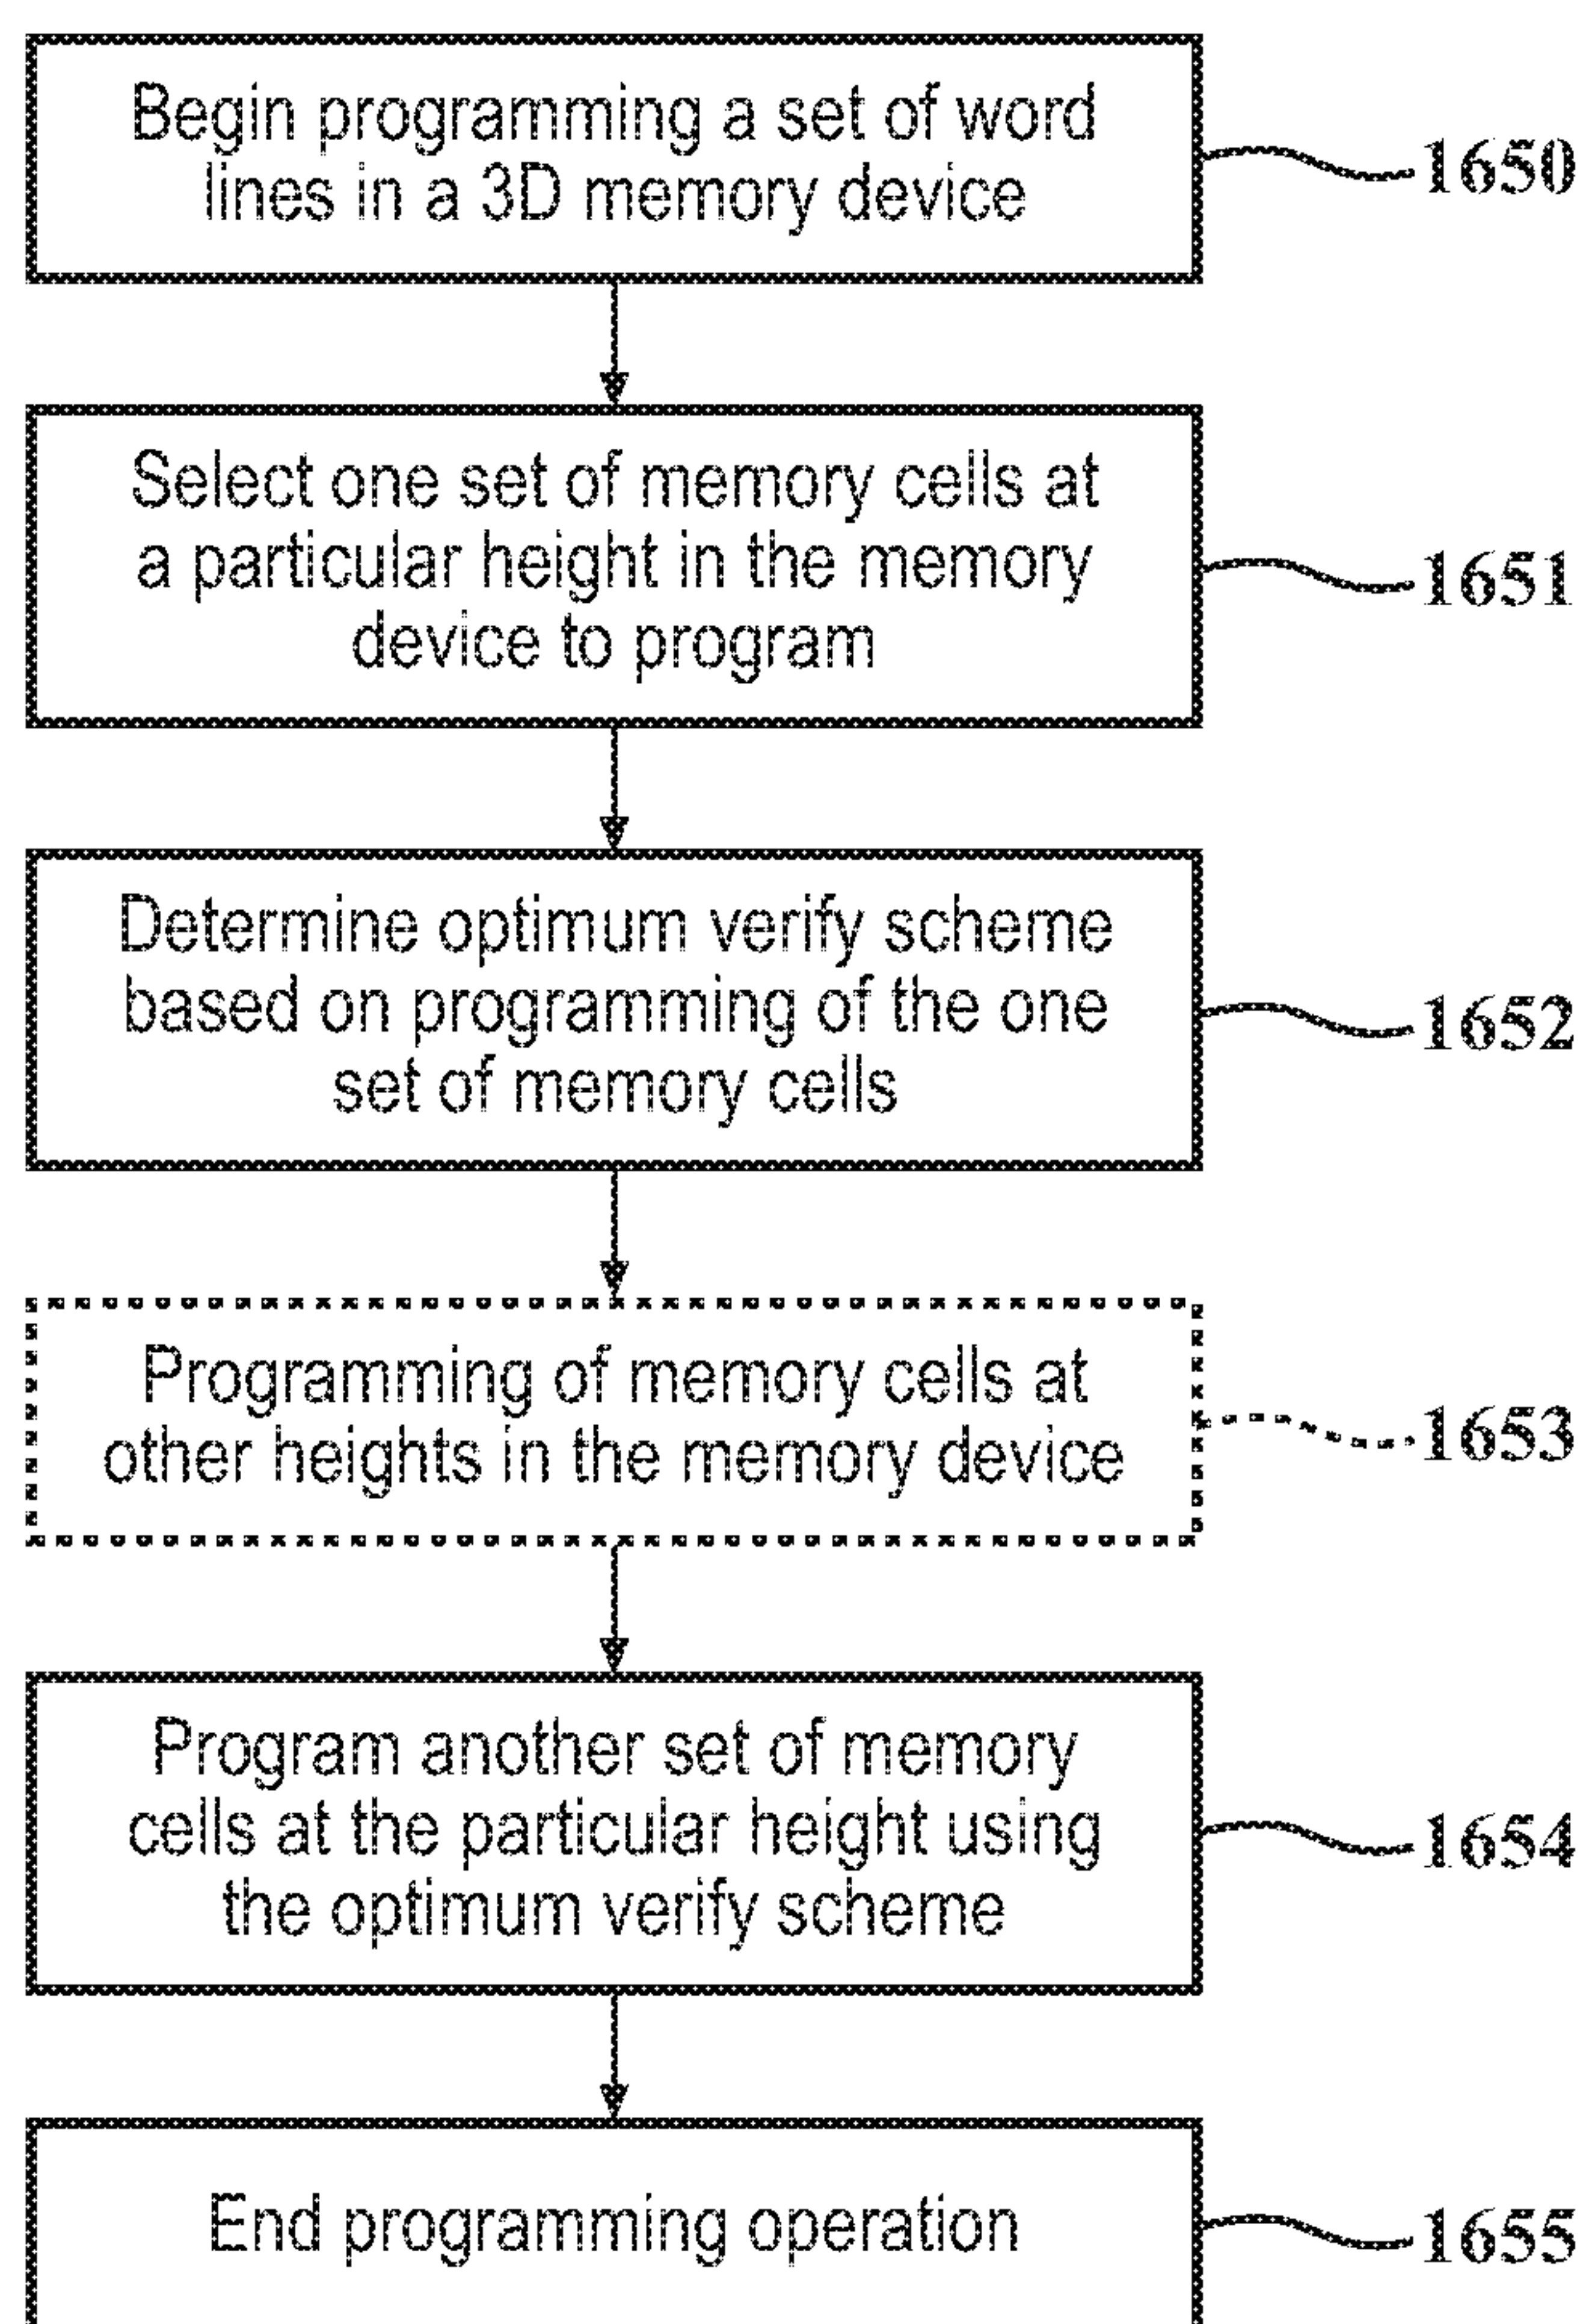 Begin programming a set of word
lines in a 3D memory device
1650
Select one set of memory cells at
a particular height in the memory
device to program
1651
Determine optimum verify scheme
based on programming of the one
set of memory cells
1652
Programming of memory cells at
other heights in the memory device
1653
Program another set of memory
cells at the particular height using
the optimum verify scheme
1654
End programming operation
1655